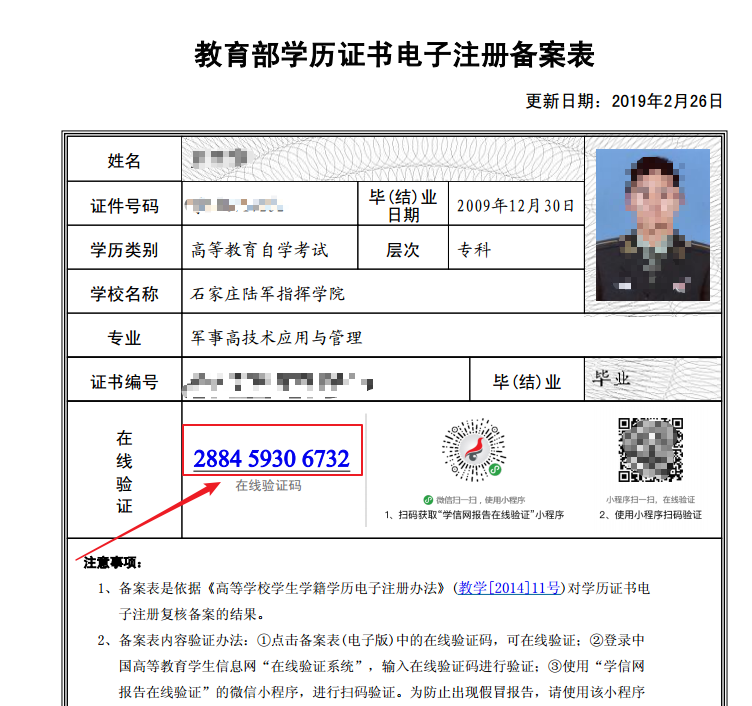 教育部学历证书电子注册备案表
更新日期：2019年2月26日
姓名
证件号码
毕(结)业日期
2009年12月30日
学历类别
高等教育自学考试
层次
专科
学校名称
石家庄陆军指挥学院
专业
军事高技术应用与管理
证书编号
毕(结)业
毕业
在线验证
2884 5930 6732
在线验证码
微信扫一扫，使用小程序
1、扫码获取“学信网报告在线验证”小程序
小程序扫一扫，在线验证
2、使用小程序扫码验证
注意事项：
1、备案表是依据《高等学校学生学籍学历电子注册办法》(教学[2014]11号)对学历证书电
子注册复核备案的结果。
2、备案表内容验证办法：①点击备案表(电子版)中的在线验证码，可在线验证；②登录中
国高等教育学生信息网“在线验证系统”，输入在线验证码进行验证；③使用“学信网
报告在线验证”的微信小程序，进行扫码验证。为防止出现假冒报告，请使用该小程序